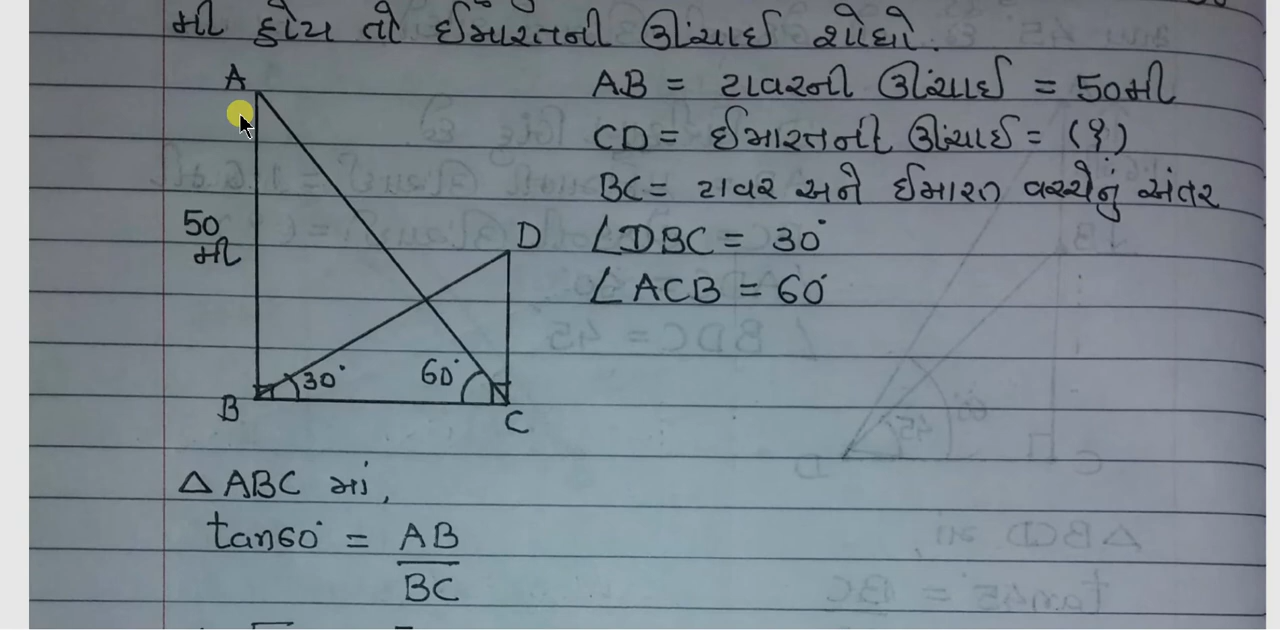 મી હોય તો ઈમારતની ઊંચાઈ શોધો.
A
AB = ટાવરની ઊંચાઈ = 50મી
CD = ઈમારતની ઊંચાઈ = (?)
BC = ટાવર અને ઈમારત વચ્ચેનું અંતર
50
મી
D
∠DBC = 30°
∠ACB = 60°
30°
60°
B
C
△ ABC માં,
tan60° = AB
BC